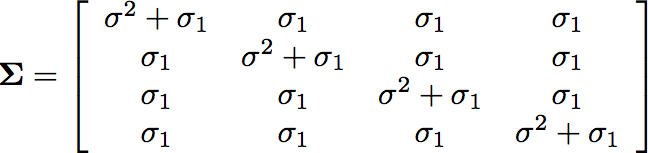 σ² + σ₁ σ₁ σ₁ σ₁
Σ = σ₁ σ² + σ₁ σ₁ σ₁
σ₁ σ₁ σ² + σ₁ σ₁
σ₁ σ₁ σ₁ σ² + σ₁